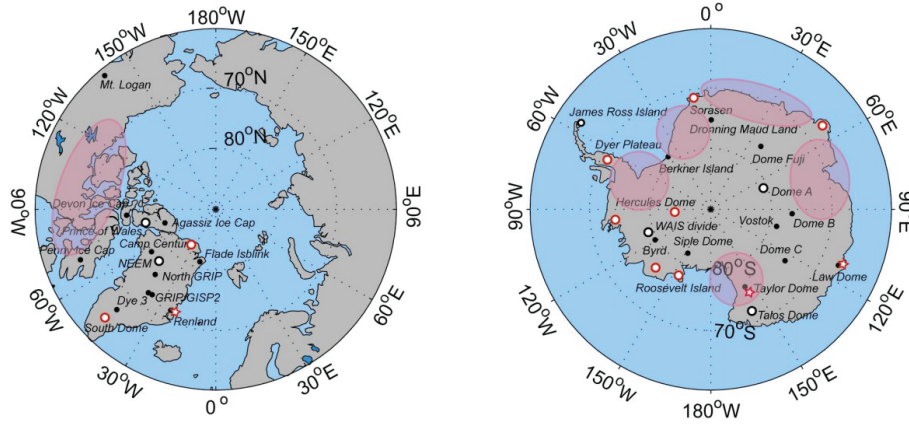 180°W
150°W
150°E
Mt. Logan
70°N
120°W
120°E
80°N
90°W
90°E
Devon Ice Cap
Prince of Wales
Agassiz Ice Cap
Penny Ice Cap
Camp Century
Flade Isblink
NEEM
North GRIP
60°W
60°E
Dye 3
GRIP/GISP2
South Dome
Renland
30°W
30°E
0°
0°
30°W
30°E
James Ross Island
Sorasen
60°W
60°E
Dronning Maud Land
Dyer Plateau
Dome Fuji
Berkner Island
Dome A
Hercules Dome
90°W
90°E
WAIS divide
Vostok
Dome B
Byrd
Siple Dome
Dome C
80°S
Law Dome
Roosevelt Island
Taylor Dome
120°E
Talos Dome
70°S
150°W
150°E
180°W